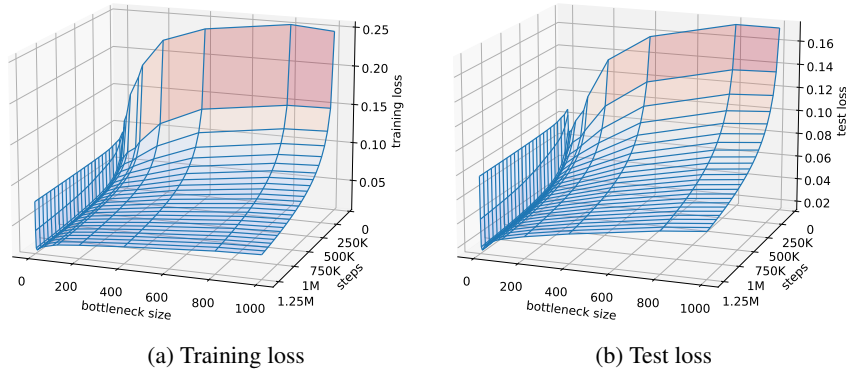 0.25
0.20
0.15
0.10
0.05
training loss
0
250K
500K
750K
1M
1.25M
steps
0
200
400
600
800
1000
bottleneck size
(a) Training loss
0.16
0.14
0.12
0.10
0.08
0.06
0.04
0.02
test loss
0
250K
500K
750K
1M
1.25M
steps
0
200
400
600
800
1000
bottleneck size
(b) Test loss